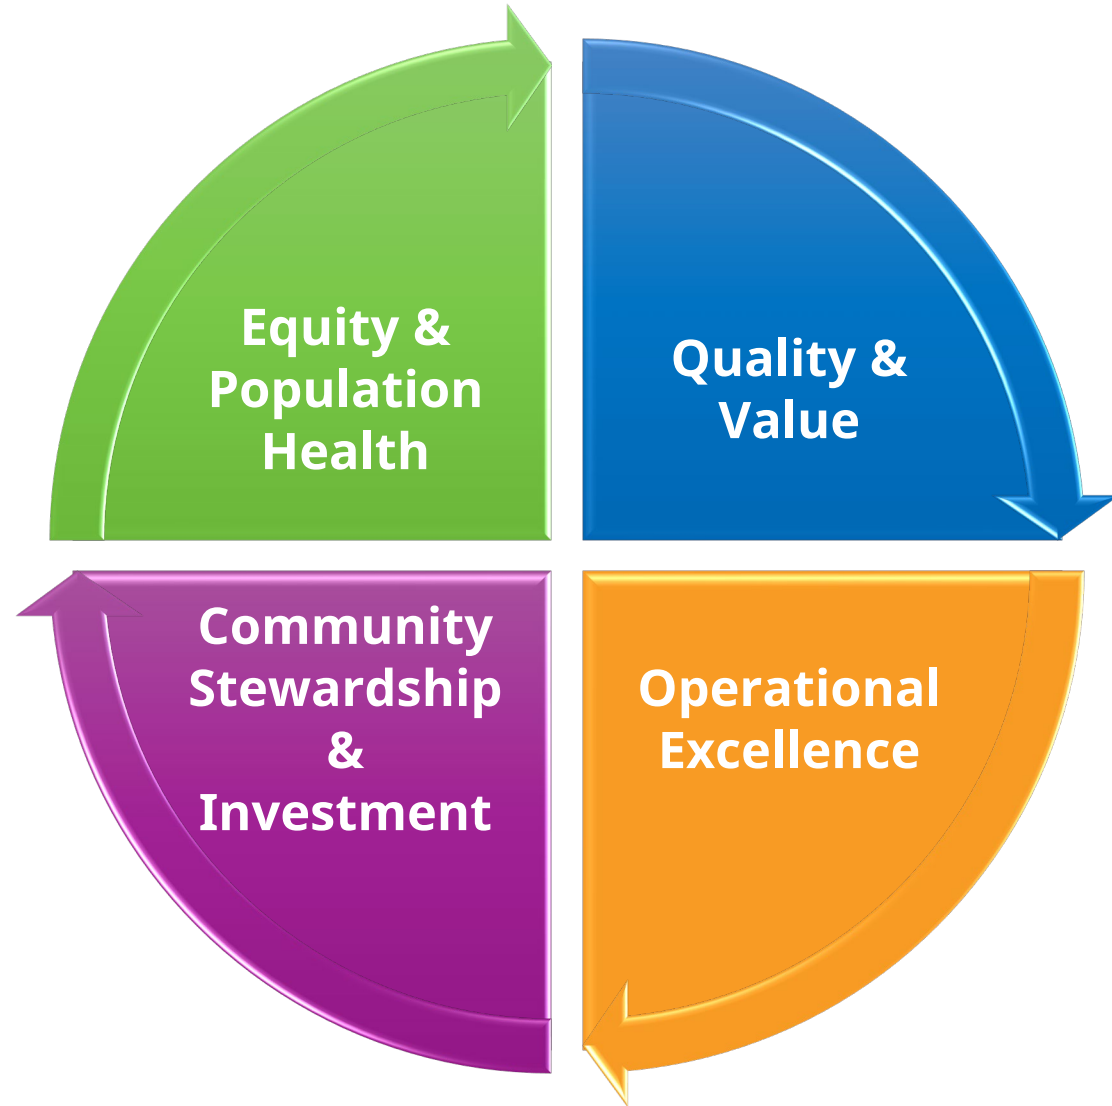 Equity &
Population
Health
Quality &
Value
Community
Stewardship
&
Investment
Operational
Excellence